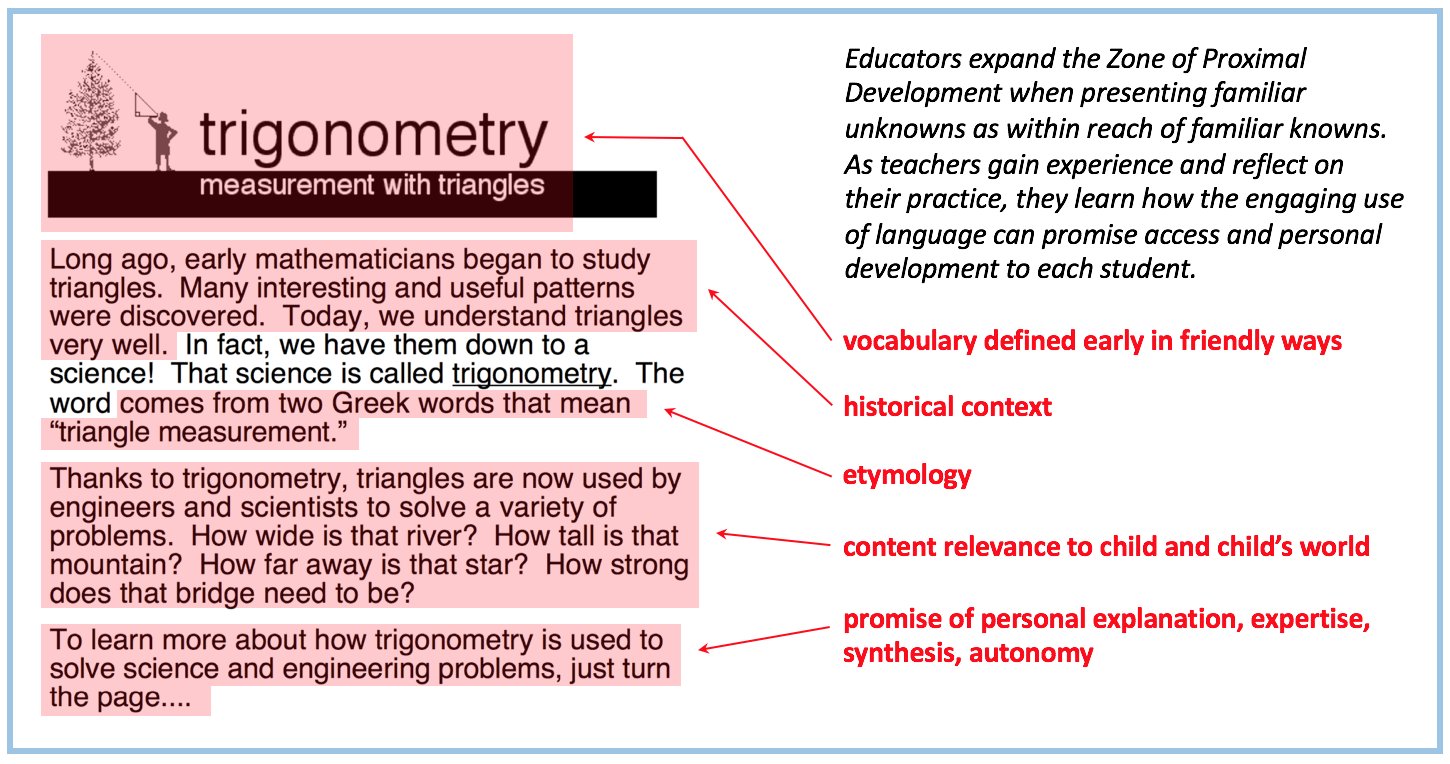 trigonometry
measurement with triangles
Long ago, early mathematicians began to study
triangles.  Many interesting and useful patterns
were discovered.  Today, we understand triangles
very well.  In fact, we have them down to a
science!  That science is called trigonometry.  The
word comes from two Greek words that mean
“triangle measurement.”
Thanks to trigonometry, triangles are now used by
engineers and scientists to solve a variety of
problems.  How wide is that river?  How tall is that
mountain?  How far away is that star?  How strong
does that bridge need to be?
To learn more about how trigonometry is used to
solve science and engineering problems, just turn
the page....
Educators expand the Zone of Proximal
Development when presenting familiar
unknowns as within reach of familiar knowns.
As teachers gain experience and reflect on
their practice, they learn how the engaging use
of language can promise access and personal
development to each student.
vocabulary defined early in friendly ways
historical context
etymology
content relevance to child and child’s world
promise of personal explanation, expertise,
synthesis, autonomy